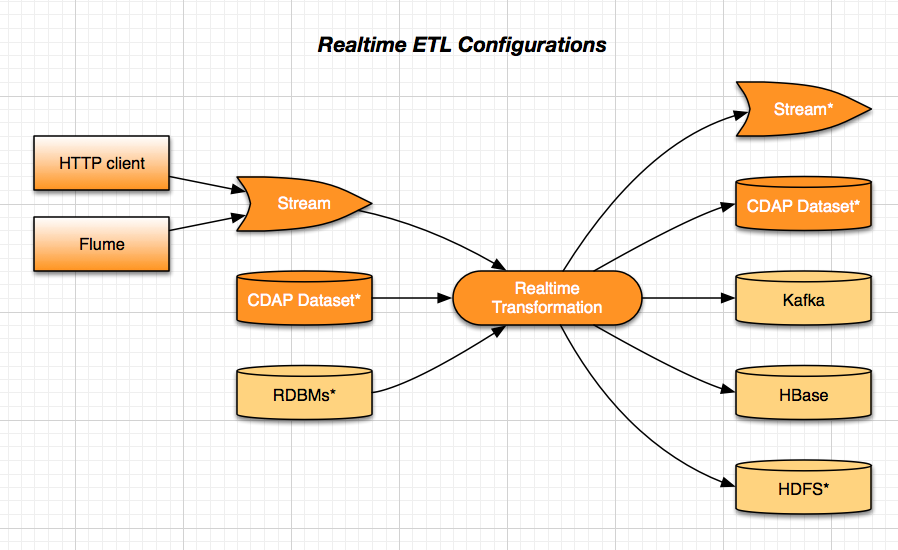 Realtime ETL Configurations
HTTP client
Flume
Stream
CDAP Dataset*
RDBMs*
Realtime
Transformation
Stream*
CDAP Dataset*
Kafka
HBase
HDFS*